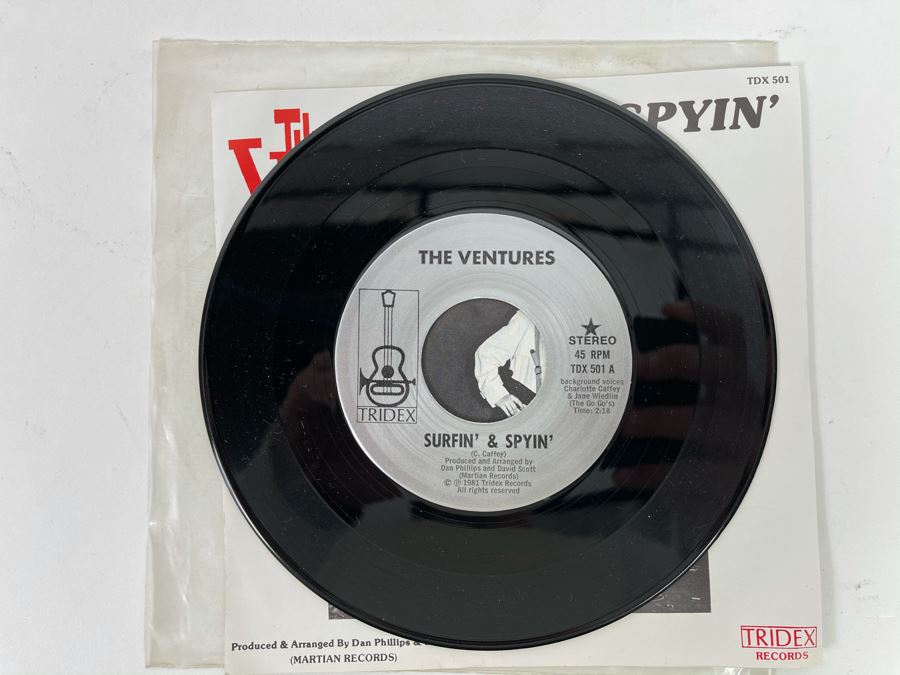 TDX 501
SPYIN’
THE VENTURES
TRIDEX
STEREO
45 RPM
TDX 501 A
background voices
Charlotte Caffey
& Jane Wiedlin
(The Go Go's)
Time: 2:18
SURFIN' & SPYIN'
(C. Caffey)
Produced and Arranged by
Dan Phillips and David Scott
(Martian Records)
© ℗ 1981 Tridex Records
All rights reserved
Produced & Arranged By Dan Phillips &
(MARTIAN RECORDS)
TRIDEX
RECORDS